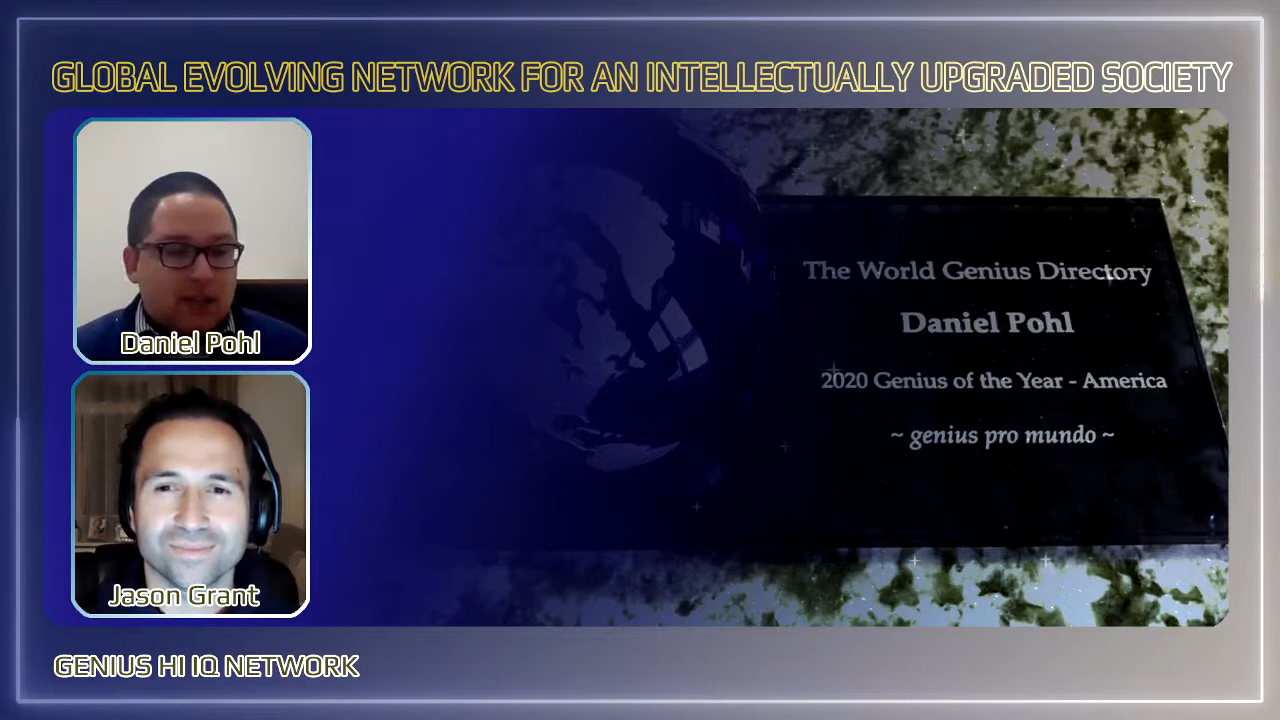 GLOBAL EVOLVING NETWORK FOR AN INTELLECTUALLY UPGRADED SOCIETY
Daniel Pohl
Jason Grant
The World Genius Directory
Daniel Pohl
2020 Genius of the Year - America
~ genius pro mundo ~
GENIUS HI IQ NETWORK